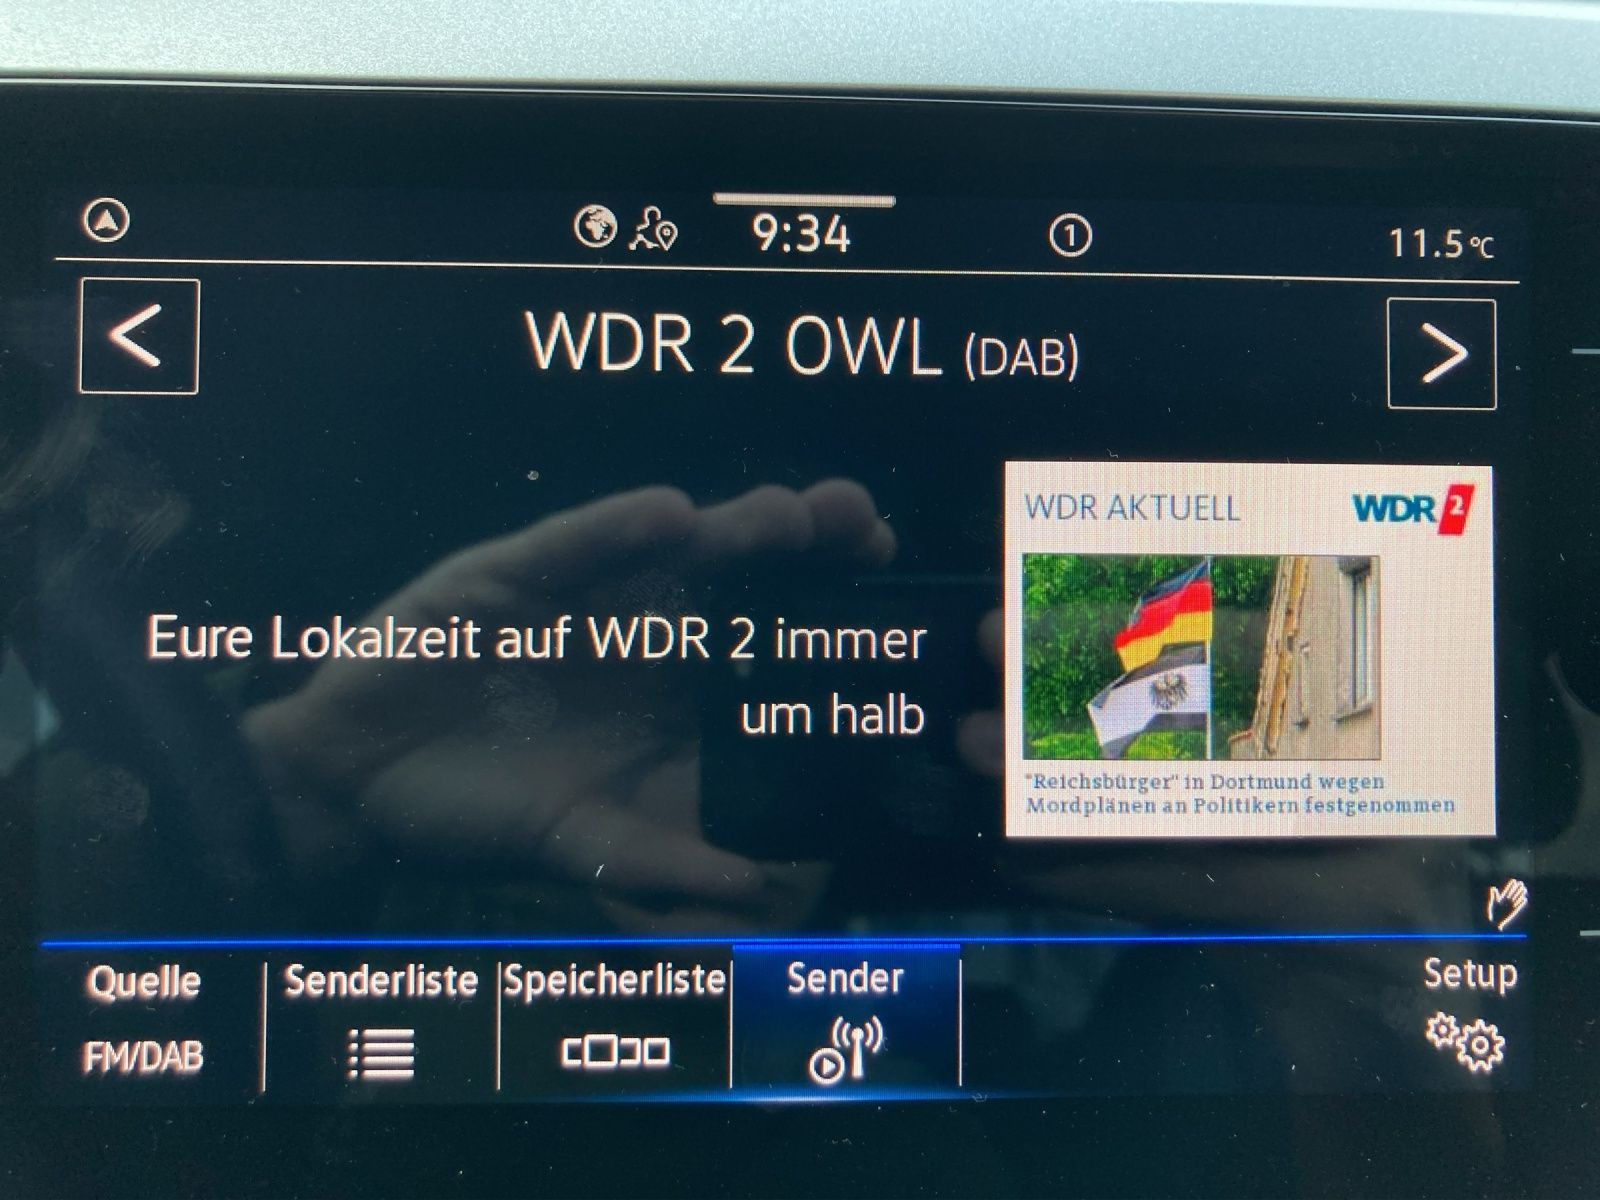 9:34
1
11.5°C
<
WDR 2 OWL (DAB)
>
WDR AKTUELL
WDR 2
Eure Lokalzeit auf WDR 2 immer
um halb
"Reichsbürger" in Dortmund wegen
Mordplänen an Politikern festgenommen
Quelle
FM/DAB
Senderliste
Speicherliste
Sender
Setup